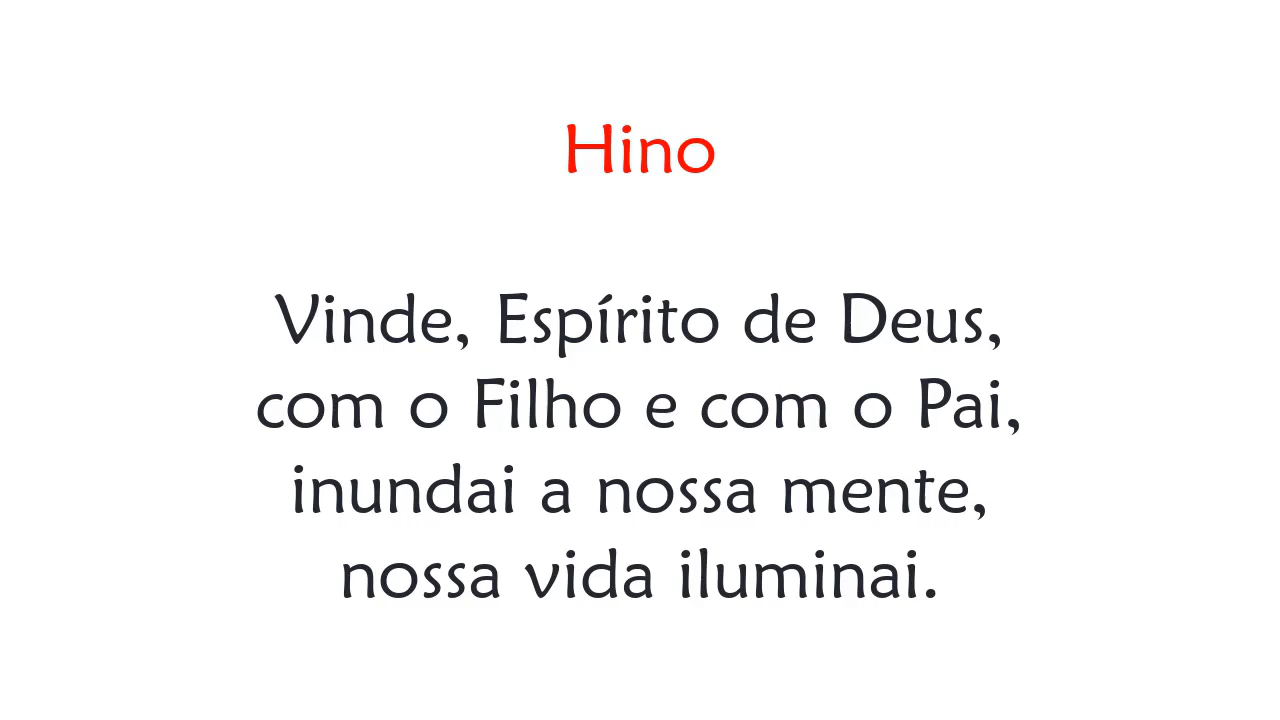 Hino
Vinde, Espírito de Deus,
com o Filho e com o Pai,
inundai a nossa mente,
nossa vida iluminai.